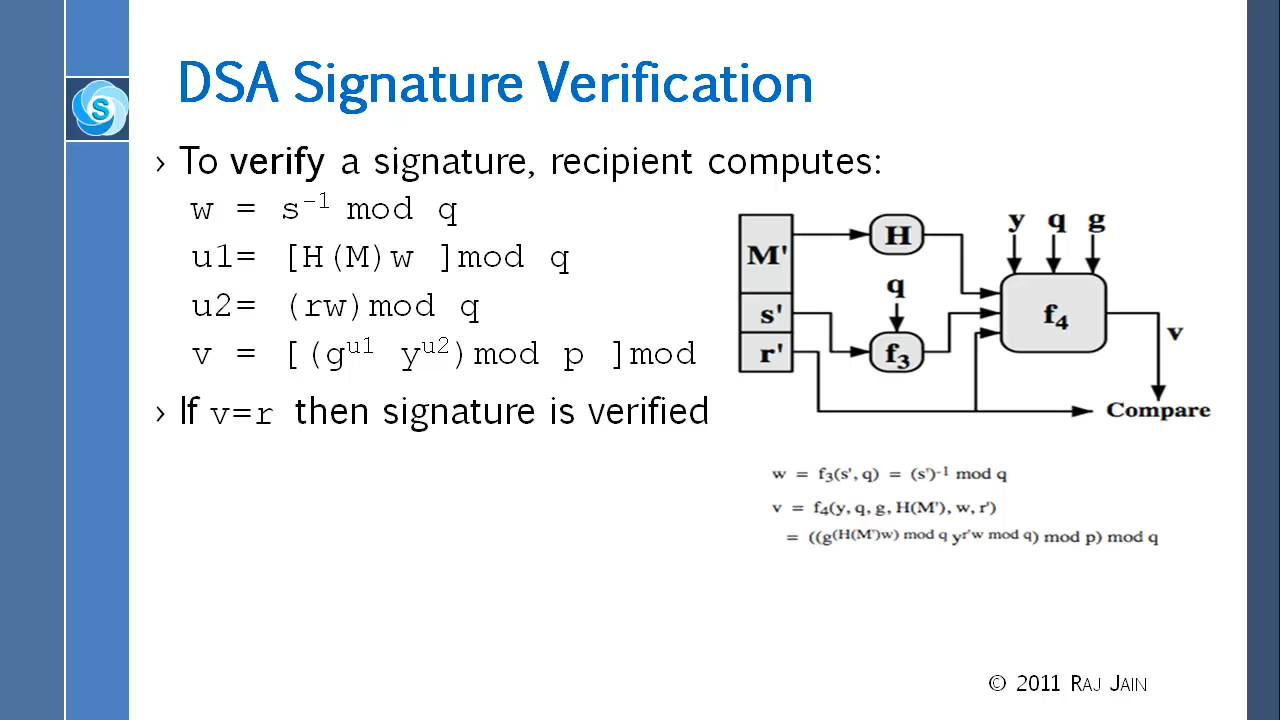 DSA Signature Verification
S
› To verify a signature, recipient computes:
w = s⁻¹ mod q
u1= [H(M)w ]mod q
u2= (rw)mod q
v = [(gᵘ¹ yᵘ²)mod p ]mod
› If v=r then signature is verified
y q g
M' H
q
s' f₄
r' f₃ v
Compare
w = f₃(s', q) = (s')⁻¹ mod q
v = f₄(y, q, g, H(M'), w, r')
= ((g(H(M')w) mod q yr'w mod q) mod p) mod q
© 2011 RAJ JAIN